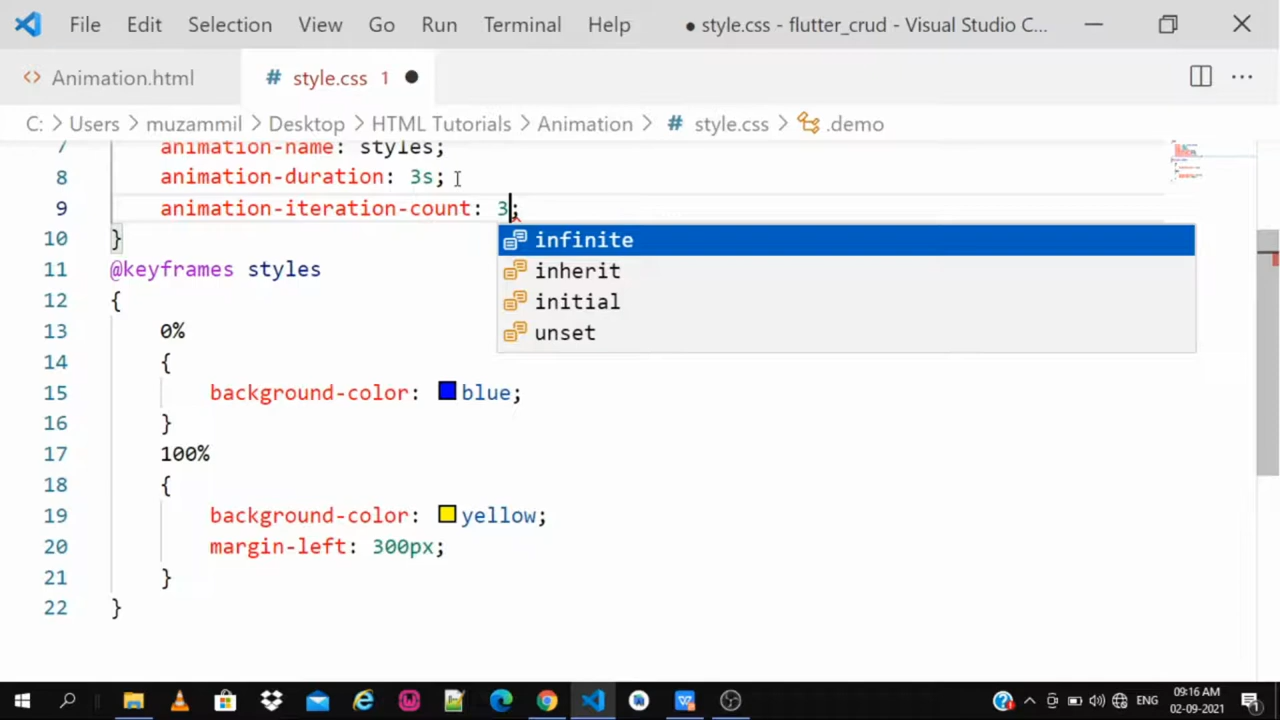 File Edit Selection View Go Run Terminal Help ● style.css - flutter_crud - Visual Studio C...
<> Animation.html # style.css 1 ●
C: > Users > muzammil > Desktop > HTML Tutorials > Animation > # style.css > .demo
7 animation-name: styles;
8 animation-duration: 3s;
9 animation-iteration-count: 3;
10 }
infinite
11 @keyframes styles
inherit
12 {
initial
13 0%
unset
14 {
15 background-color: blue;
16 }
17 100%
18 {
19 background-color: yellow;
20 margin-left: 300px;
21 }
22 }
ENG 09:16 AM
02-09-2021 1